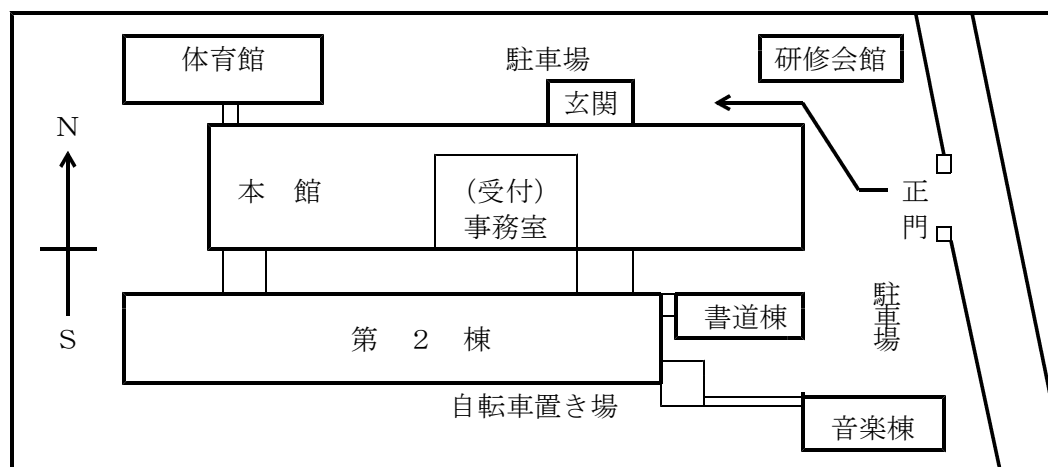 体育館
駐車場
研修会館
玄関
N
本 館
(受付)
事務室
正
門
駐車場
書道棟
第 2 棟
S
自転車置き場
音楽棟